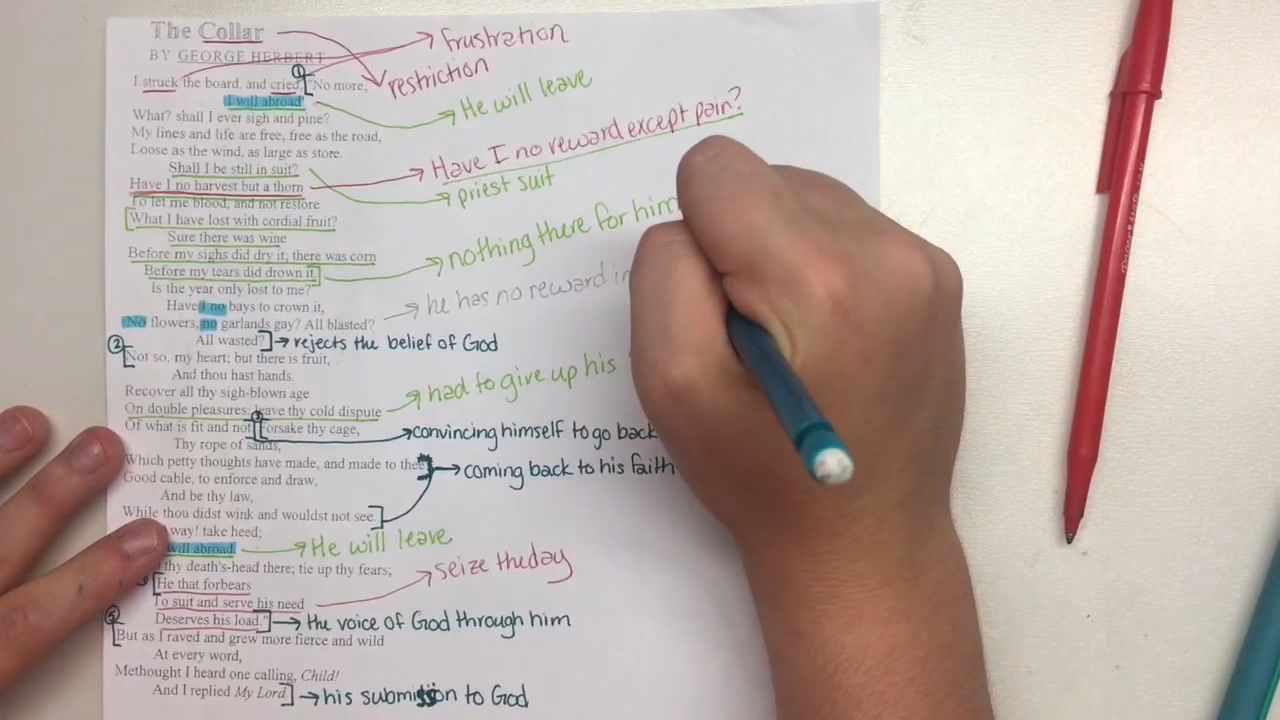 The Collar
frustration
BY GEORGE HERBERT
restriction
1
I struck the board, and cried, "No more;
I will abroad!
He will leave
What? shall I ever sigh and pine?
My lines and life are free, free as the road,
Loose as the wind, as large as store.
Have I no reward except pain?
Shall I be still in suit?
Have I no harvest but a thorn
priest suit
To let me blood, and not restore
What I have lost with cordial fruit?
nothing there for him
Sure there was wine
Before my sighs did dry it; there was corn
Before my tears did drown it.
Is the year only lost to me?
he has no reward
Have I no bays to crown it,
No flowers, no garlands gay? All blasted?
All wasted?
rejects the belief of God
2
Not so, my heart; but there is fruit,
And thou hast hands.
had to give up his
Recover all thy sigh-blown age
On double pleasures: leave thy cold dispute
3
Of what is fit and not. Forsake thy cage,
convincing himself to go back
Thy rope of sands,
Which petty thoughts have made, and made to thee
coming back to his faith
Good cable, to enforce and draw,
And be thy law,
While thou didst wink and wouldst not see.
way! take heed;
will abroad.
He will leave
thy death's-head there; tie up thy fears;
He that forbears
seize the day
To suit and serve his need
Deserves his load."
the voice of God through him
5
But as I raved and grew more fierce and wild
At every word,
Methought I heard one calling, Child!
And I replied My Lord
his submission to God